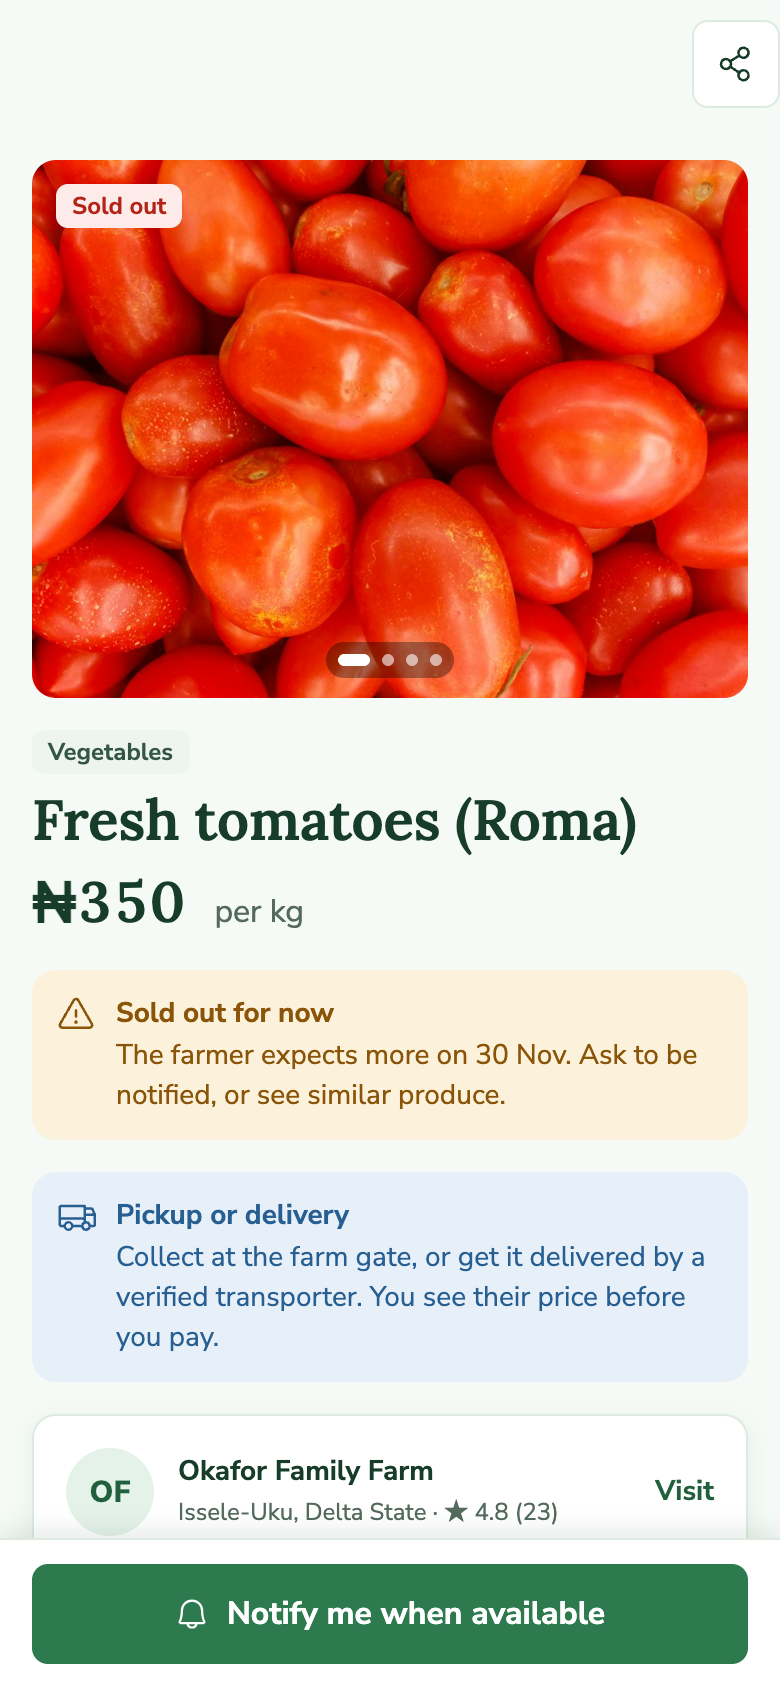 Sold out
Vegetables
Fresh tomatoes (Roma)
₦350 per kg
Sold out for now
The farmer expects more on 30 Nov. Ask to be
notified, or see similar produce.
Pickup or delivery
Collect at the farm gate, or get it delivered by a
verified transporter. You see their price before
you pay.
OF
Okafor Family Farm
Visit
Issele-Uku, Delta State · ★ 4.8 (23)
Notify me when available